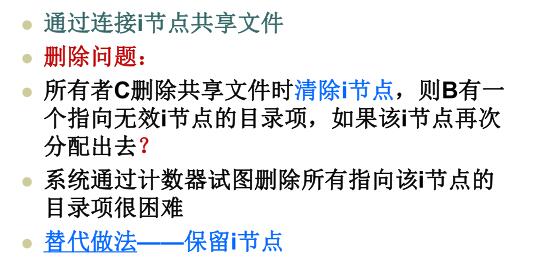 通过连接i节点共享文件
删除问题：
所有者C删除共享文件时清除i节点，则B有一
个指向无效i节点的目录项，如果该i节点再次
分配出去？
系统通过计数器试图删除所有指向该i节点的
目录项很困难
替代做法——保留i节点